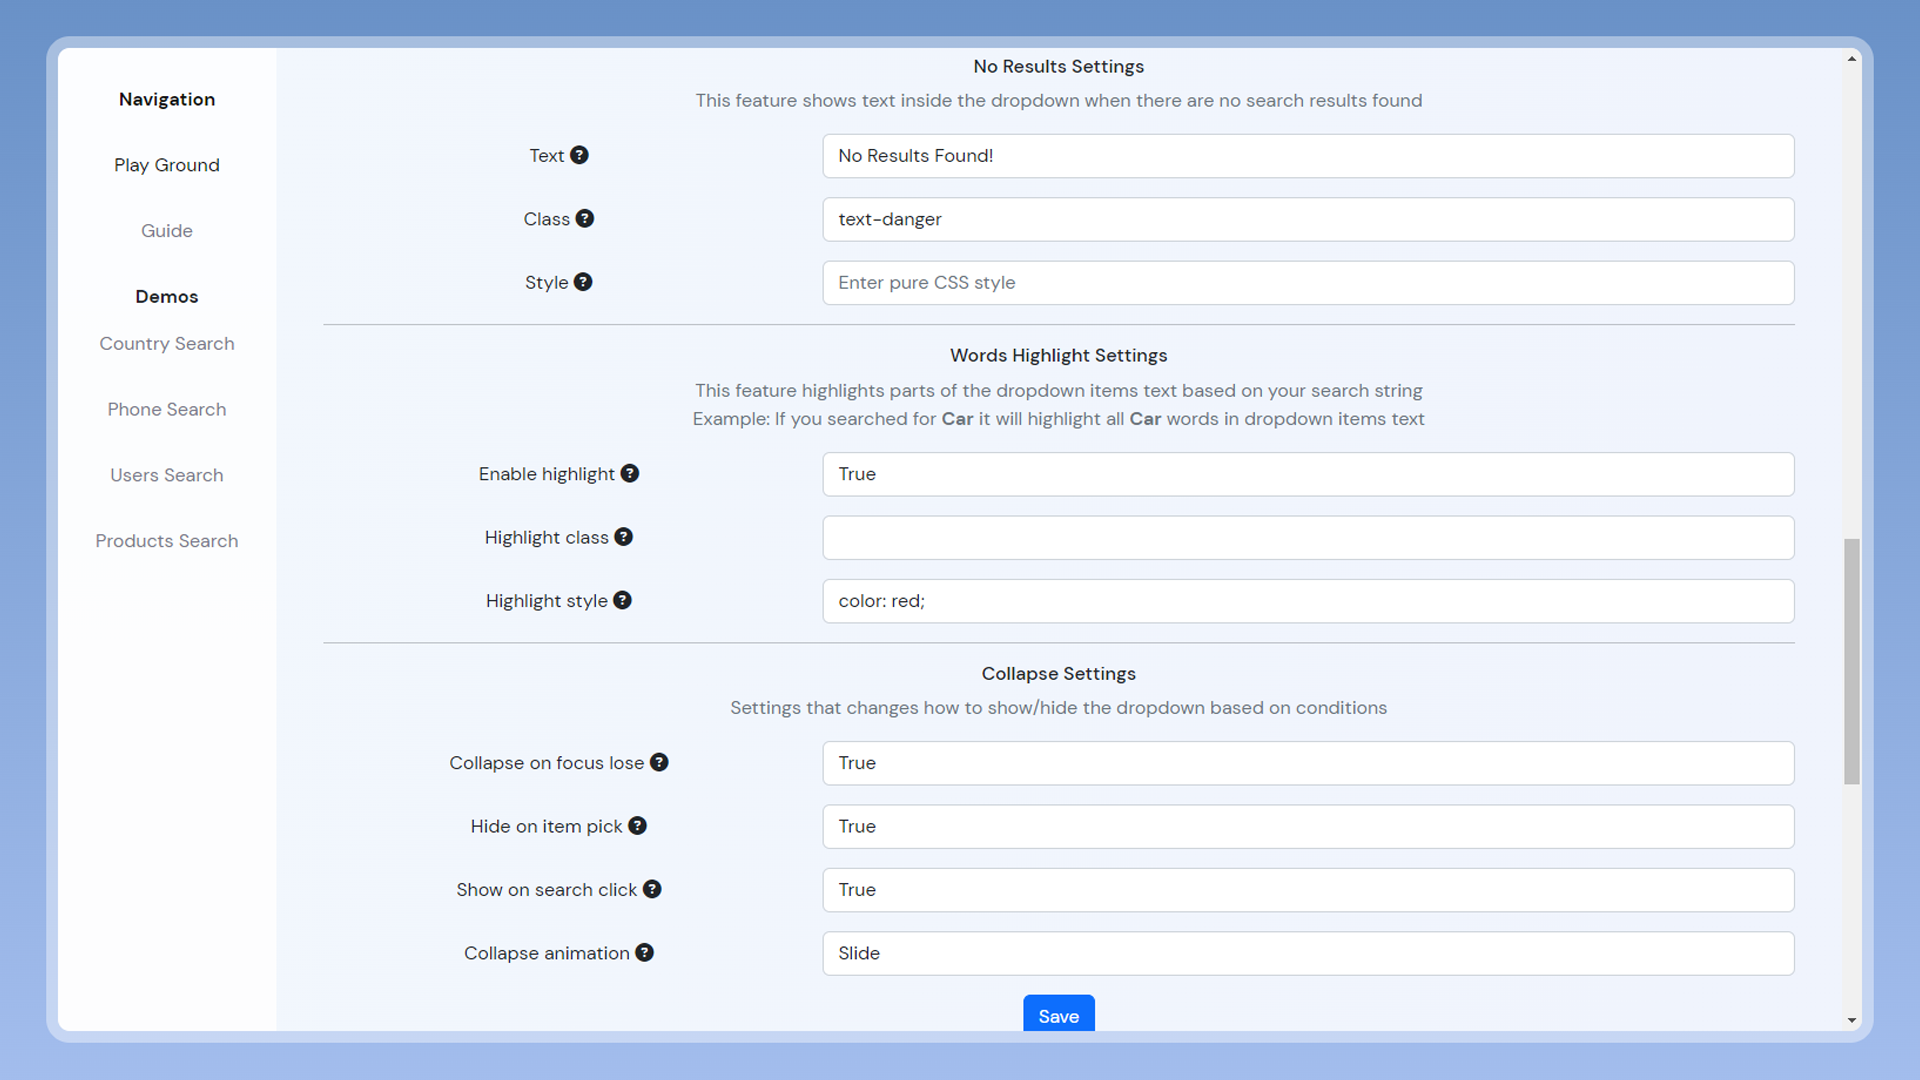 Navigation
Play Ground
Guide
Demos
Country Search
Phone Search
Users Search
Products Search
No Results Settings
This feature shows text inside the dropdown when there are no search results found
Text ?
No Results Found!
Class ?
text-danger
Style ?
Enter pure CSS style
Words Highlight Settings
This feature highlights parts of the dropdown items text based on your search string
Example: If you searched for Car it will highlight all Car words in dropdown items text
Enable highlight ?
True
Highlight class ?
Highlight style ?
color: red;
Collapse Settings
Settings that changes how to show/hide the dropdown based on conditions
Collapse on focus lose ?
True
Hide on item pick ?
True
Show on search click ?
True
Collapse animation ?
Slide
Save